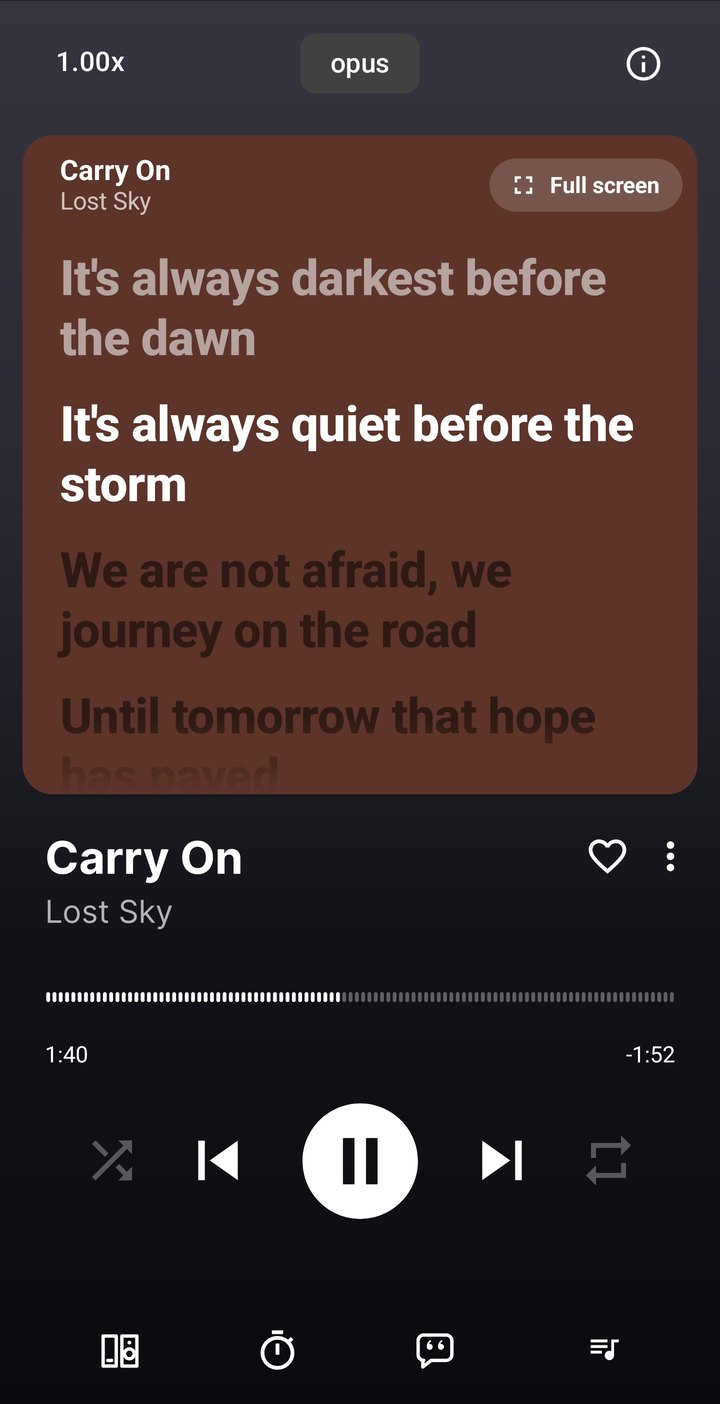 1.00x
opus
Carry On
Lost Sky
Full screen
It's always darkest before
the dawn
It's always quiet before the
storm
We are not afraid, we
journey on the road
Until tomorrow that hope
has paved
Carry On
Lost Sky
1:40
-1:52